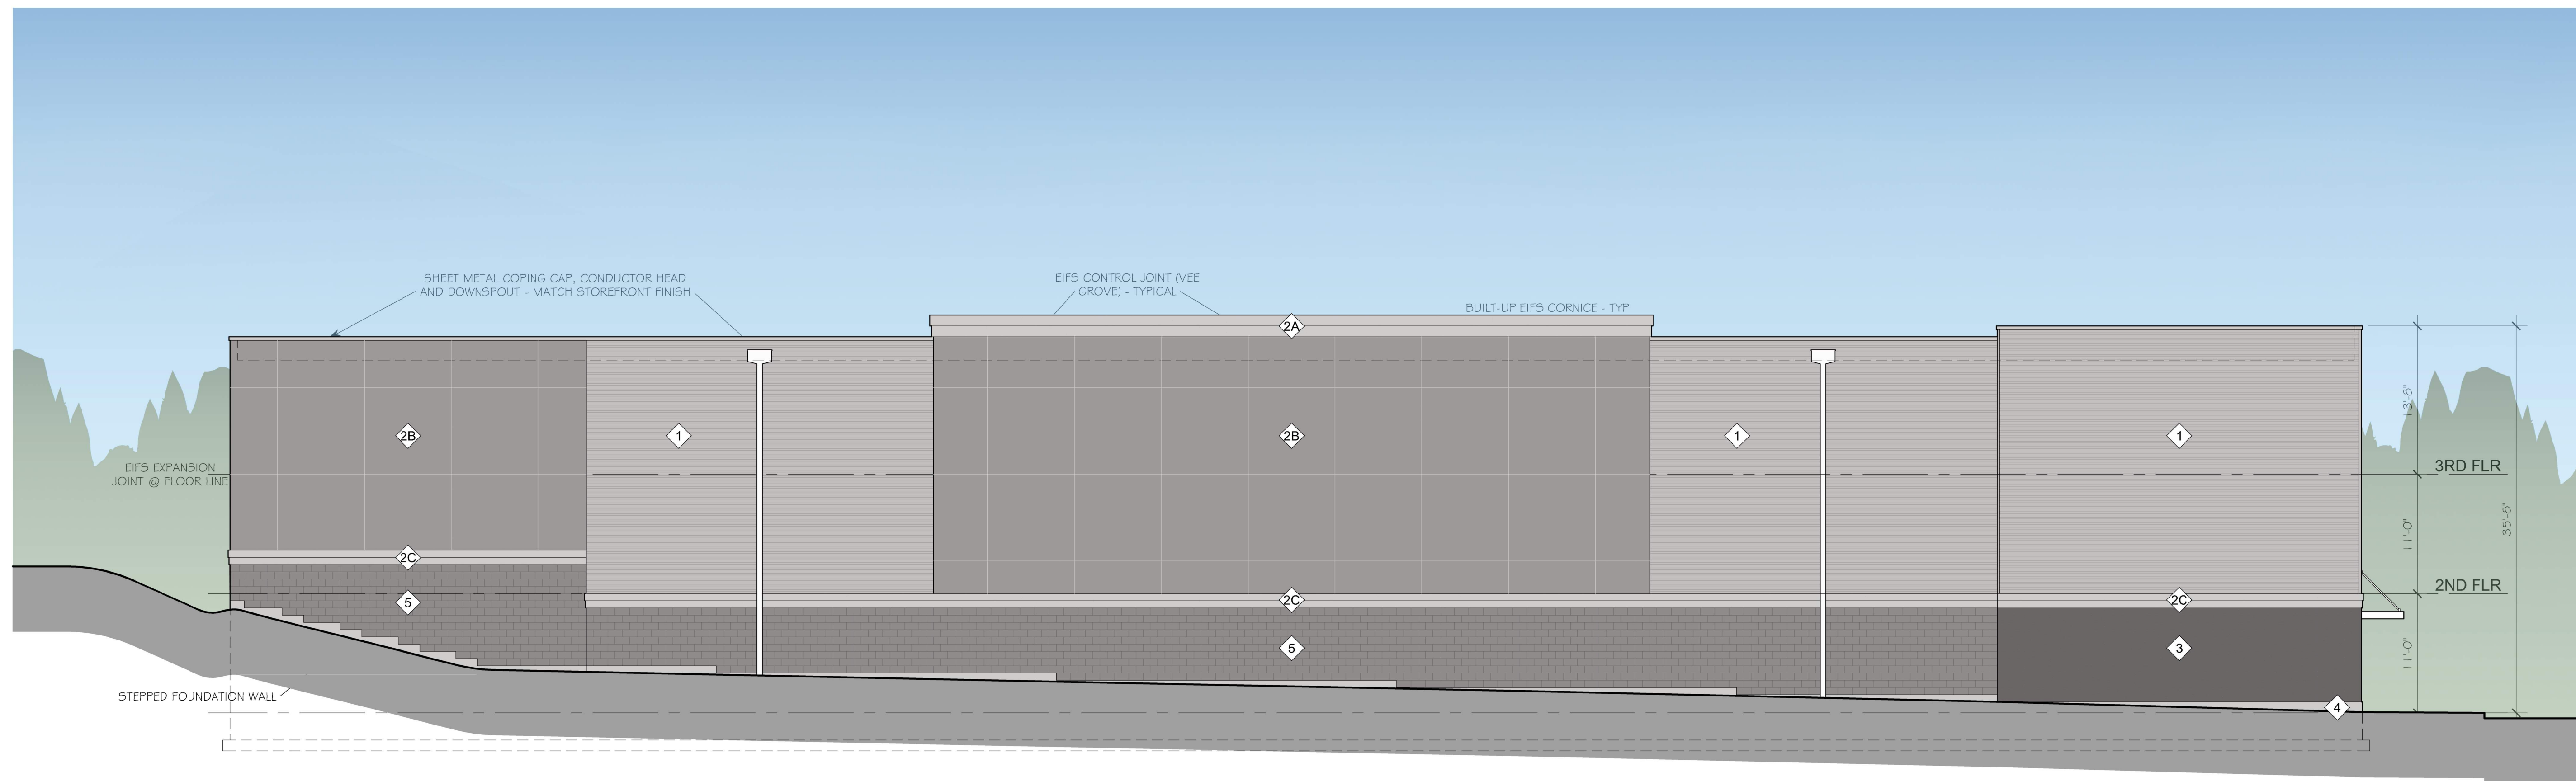 SHEET METAL COPING CAP, CONDUCTOR HEAD
AND DOWNSPOUT - MATCH STOREFRONT FINISH
EIFS CONTROL JOINT (VEE
GROVE) - TYPICAL
BUILT-UP EIFS CORNICE - TYP
2A
13'-8"
2B
1
2B
1
1
EIFS EXPANSION
JOINT @ FLOOR LINE
3RD FLR
35'-8"
11'-0"
2C
2ND FLR
5
2C
2C
5
3
11'-0"
STEPPED FOUNDATION WALL
4